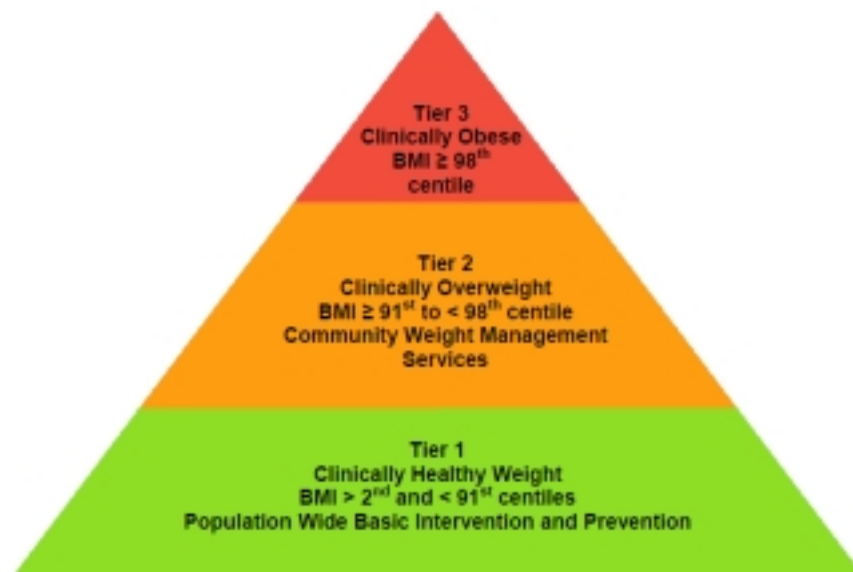 Tier 3
Clinically Obese
BMI ≥ 98th
centile
Tier 2
Clinically Overweight
BMI ≥ 91st to < 98th centile
Community Weight Management
Services
Tier 1
Clinically Healthy Weight
BMI > 2nd and < 91st centiles
Population Wide Basic Intervention and Prevention